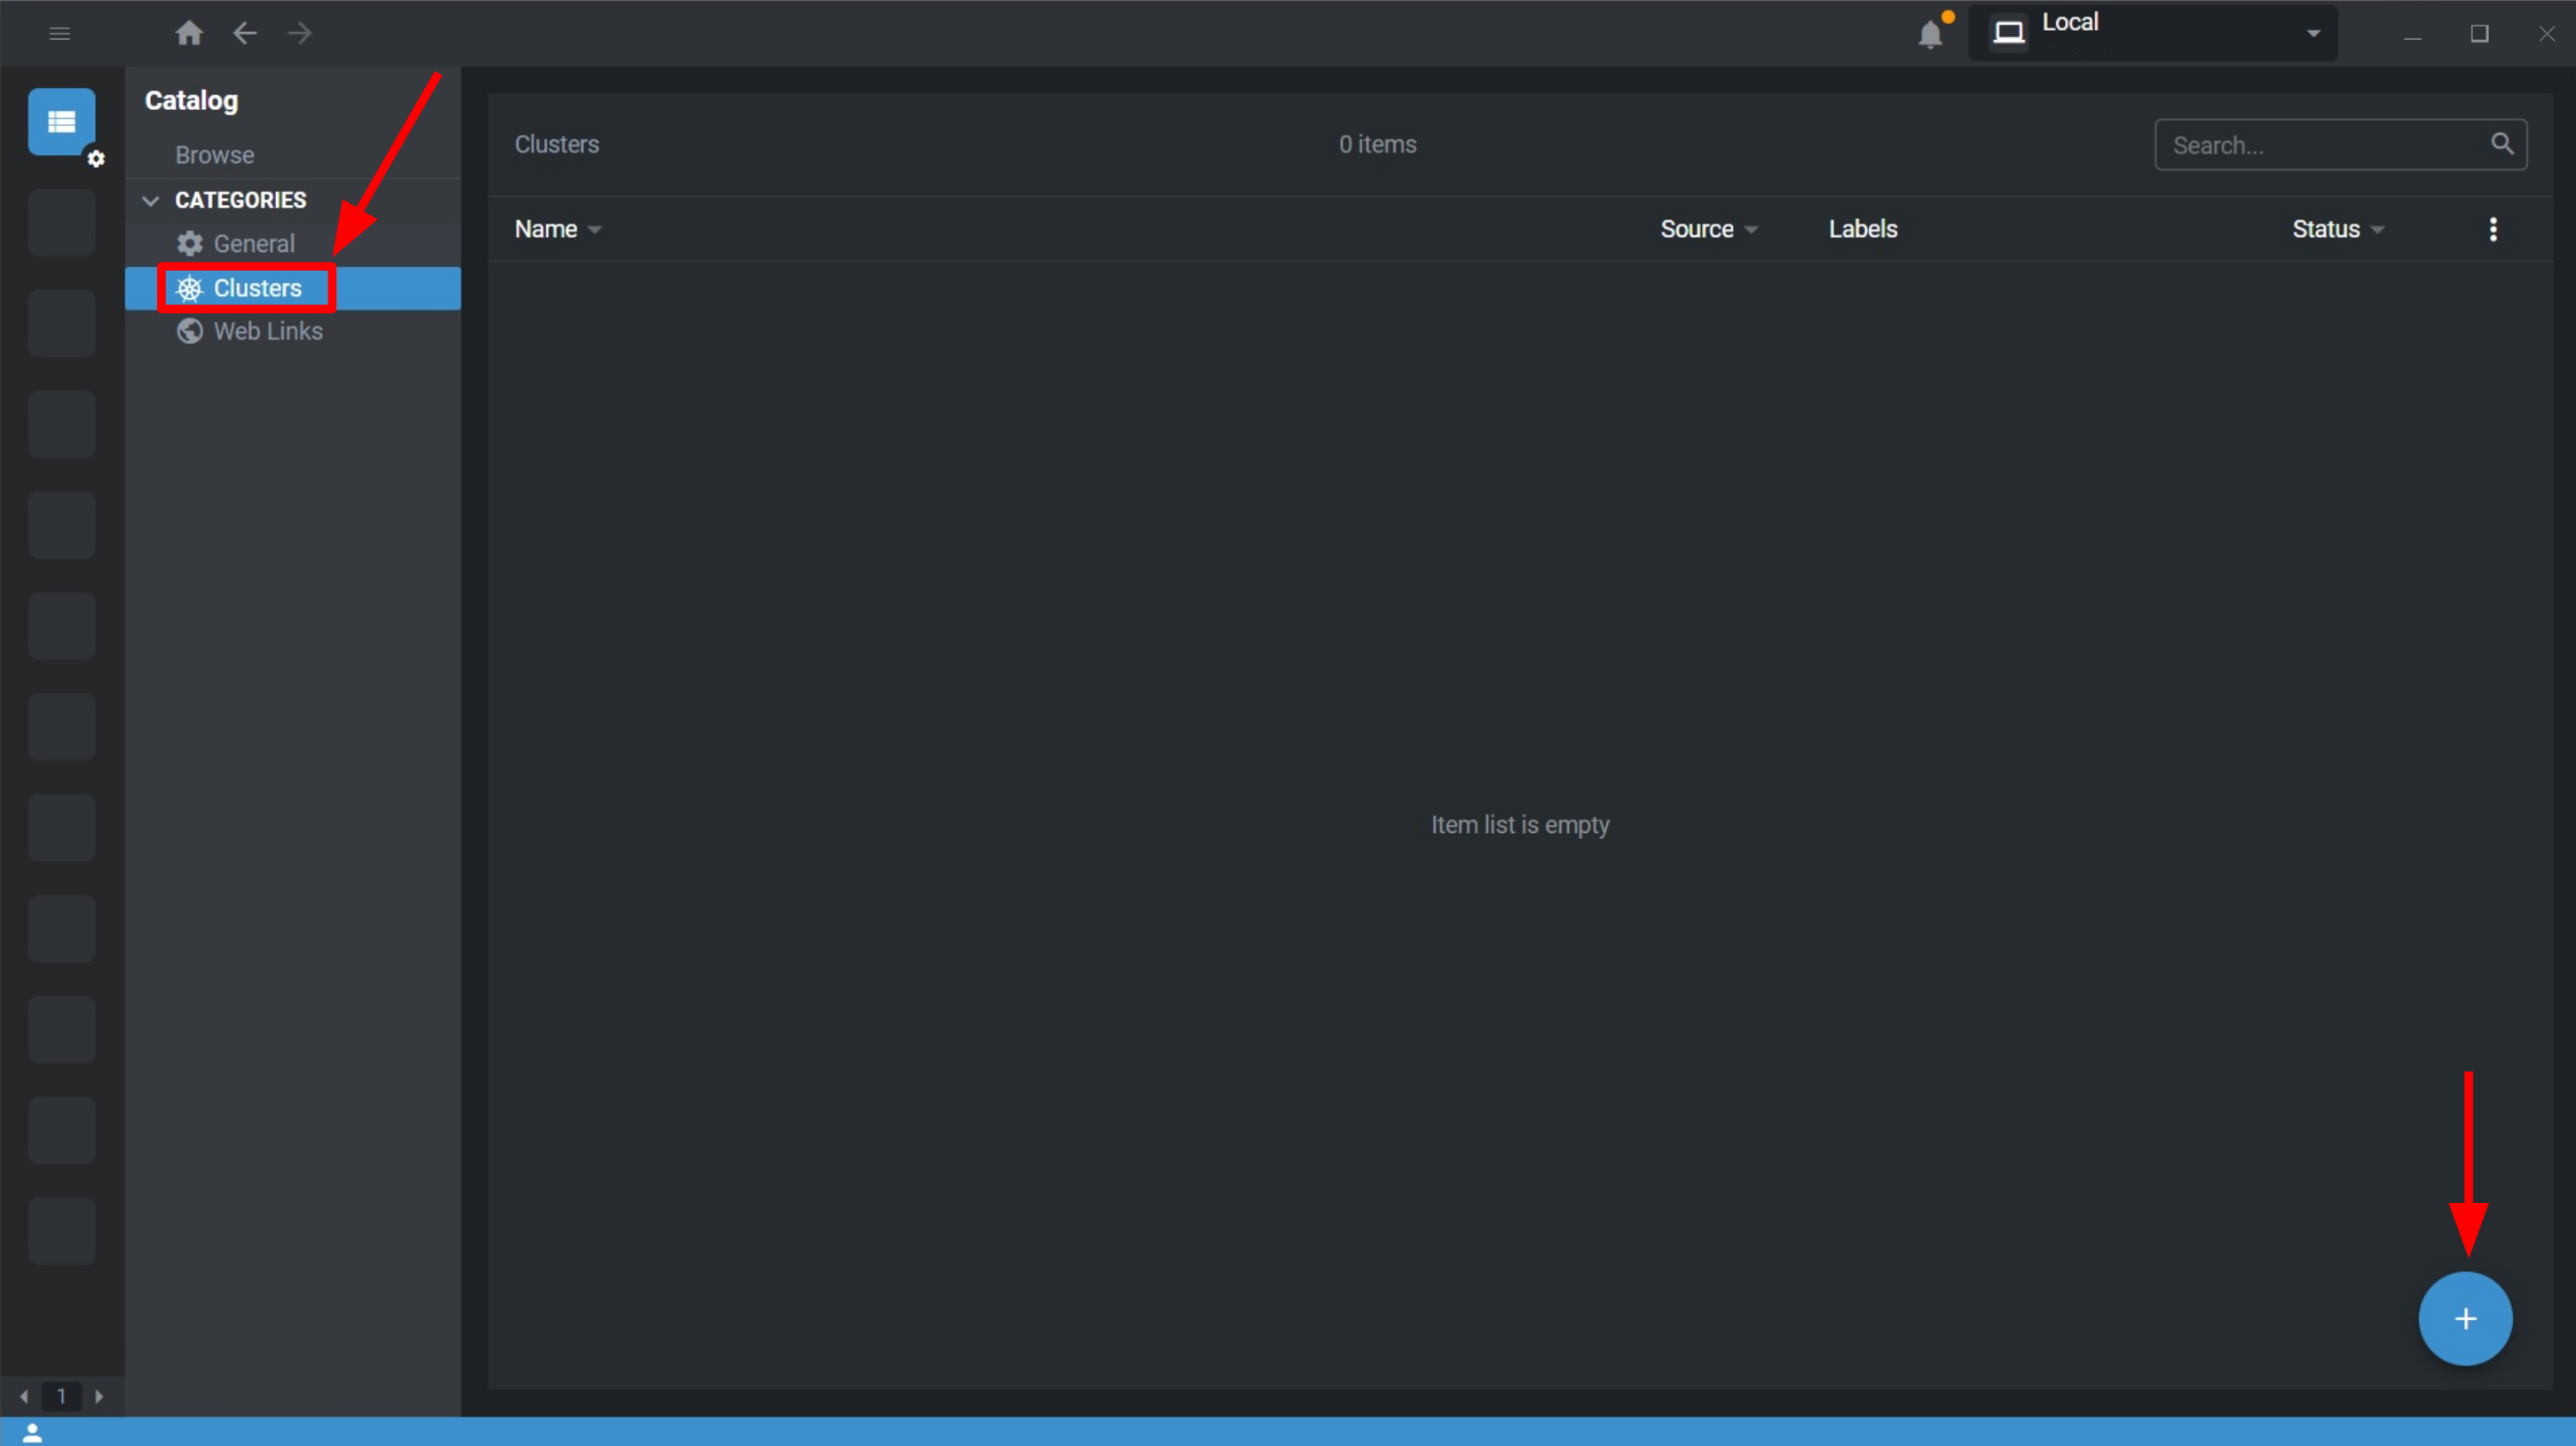 Local
Catalog
Browse
CATEGORIES
General
Clusters
Web Links
Clusters
0 items
Search...
Name
Source
Labels
Status
Item list is empty
1